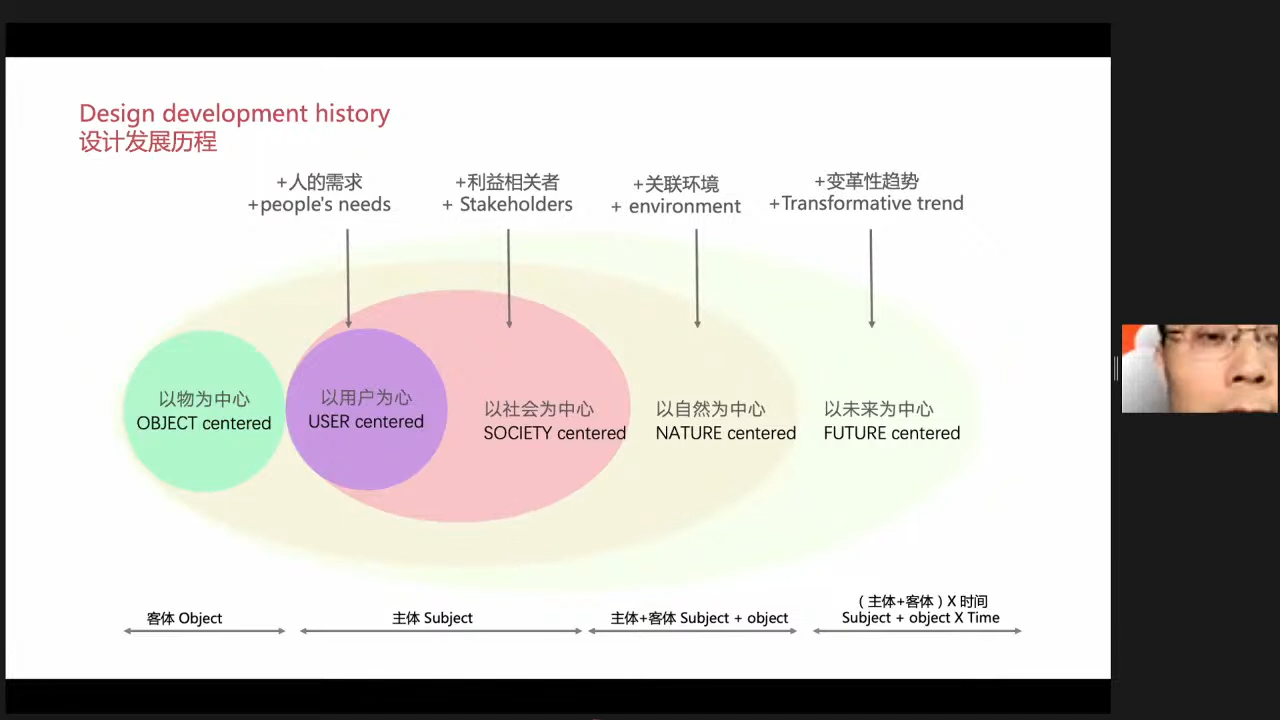 Design development history
设计发展历程
+人的需求
+people's needs
+利益相关者
+ Stakeholders
+关联环境
+ environment
+变革性趋势
+Transformative trend
以物为中心
OBJECT centered
以用户为心
USER centered
以社会为中心
SOCIETY centered
以自然为中心
NATURE centered
以未来为中心
FUTURE centered
客体 Object
主体 Subject
主体+客体 Subject + object
（主体+客体）X 时间
Subject + object X Time